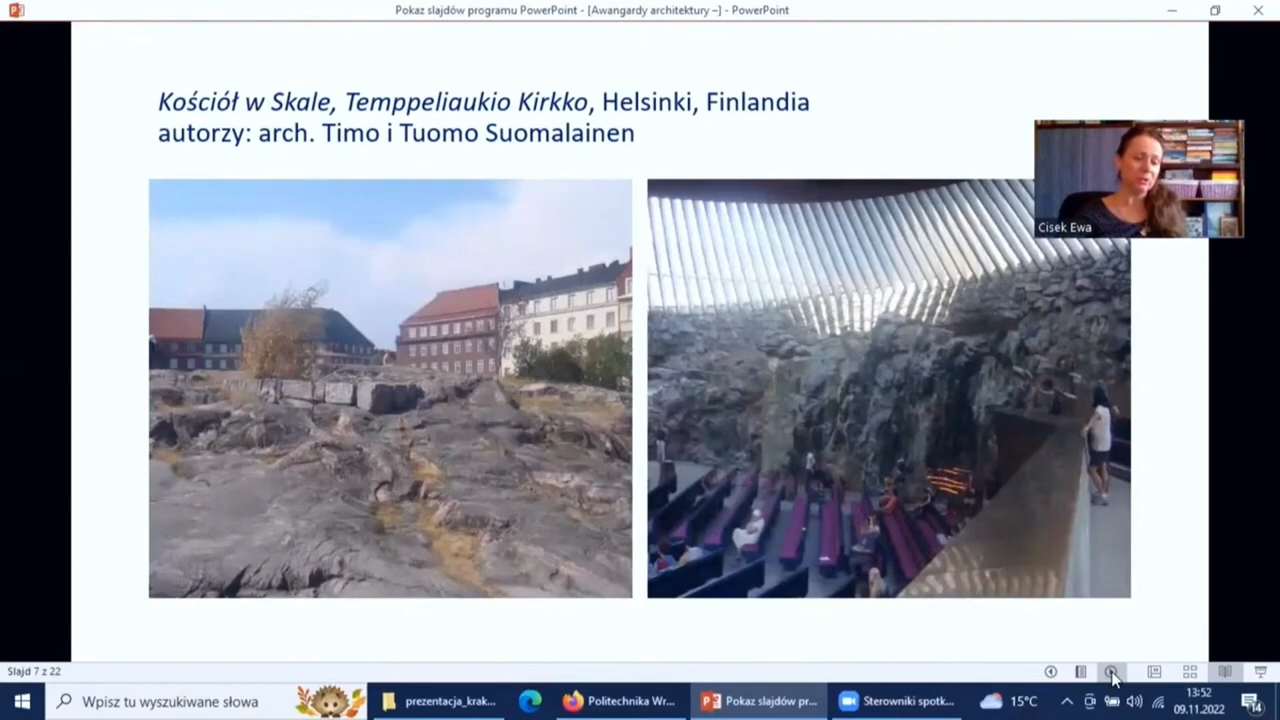 Pokaz slajdów programu PowerPoint - [Awangardy architektury –] - PowerPoint
Kościół w Skale, Temppeliaukio Kirkko, Helsinki, Finlandia
autorzy: arch. Timo i Tuomo Suomalainen
Cisek Ewa
Slajd 7 z 22
Wpisz tu wyszukiwane słowa
prezentacja_krak...
Politechnika Wr...
Pokaz slajdów pr...
Sterowniki spotk...
15°C
13:52
09.11.2022
14